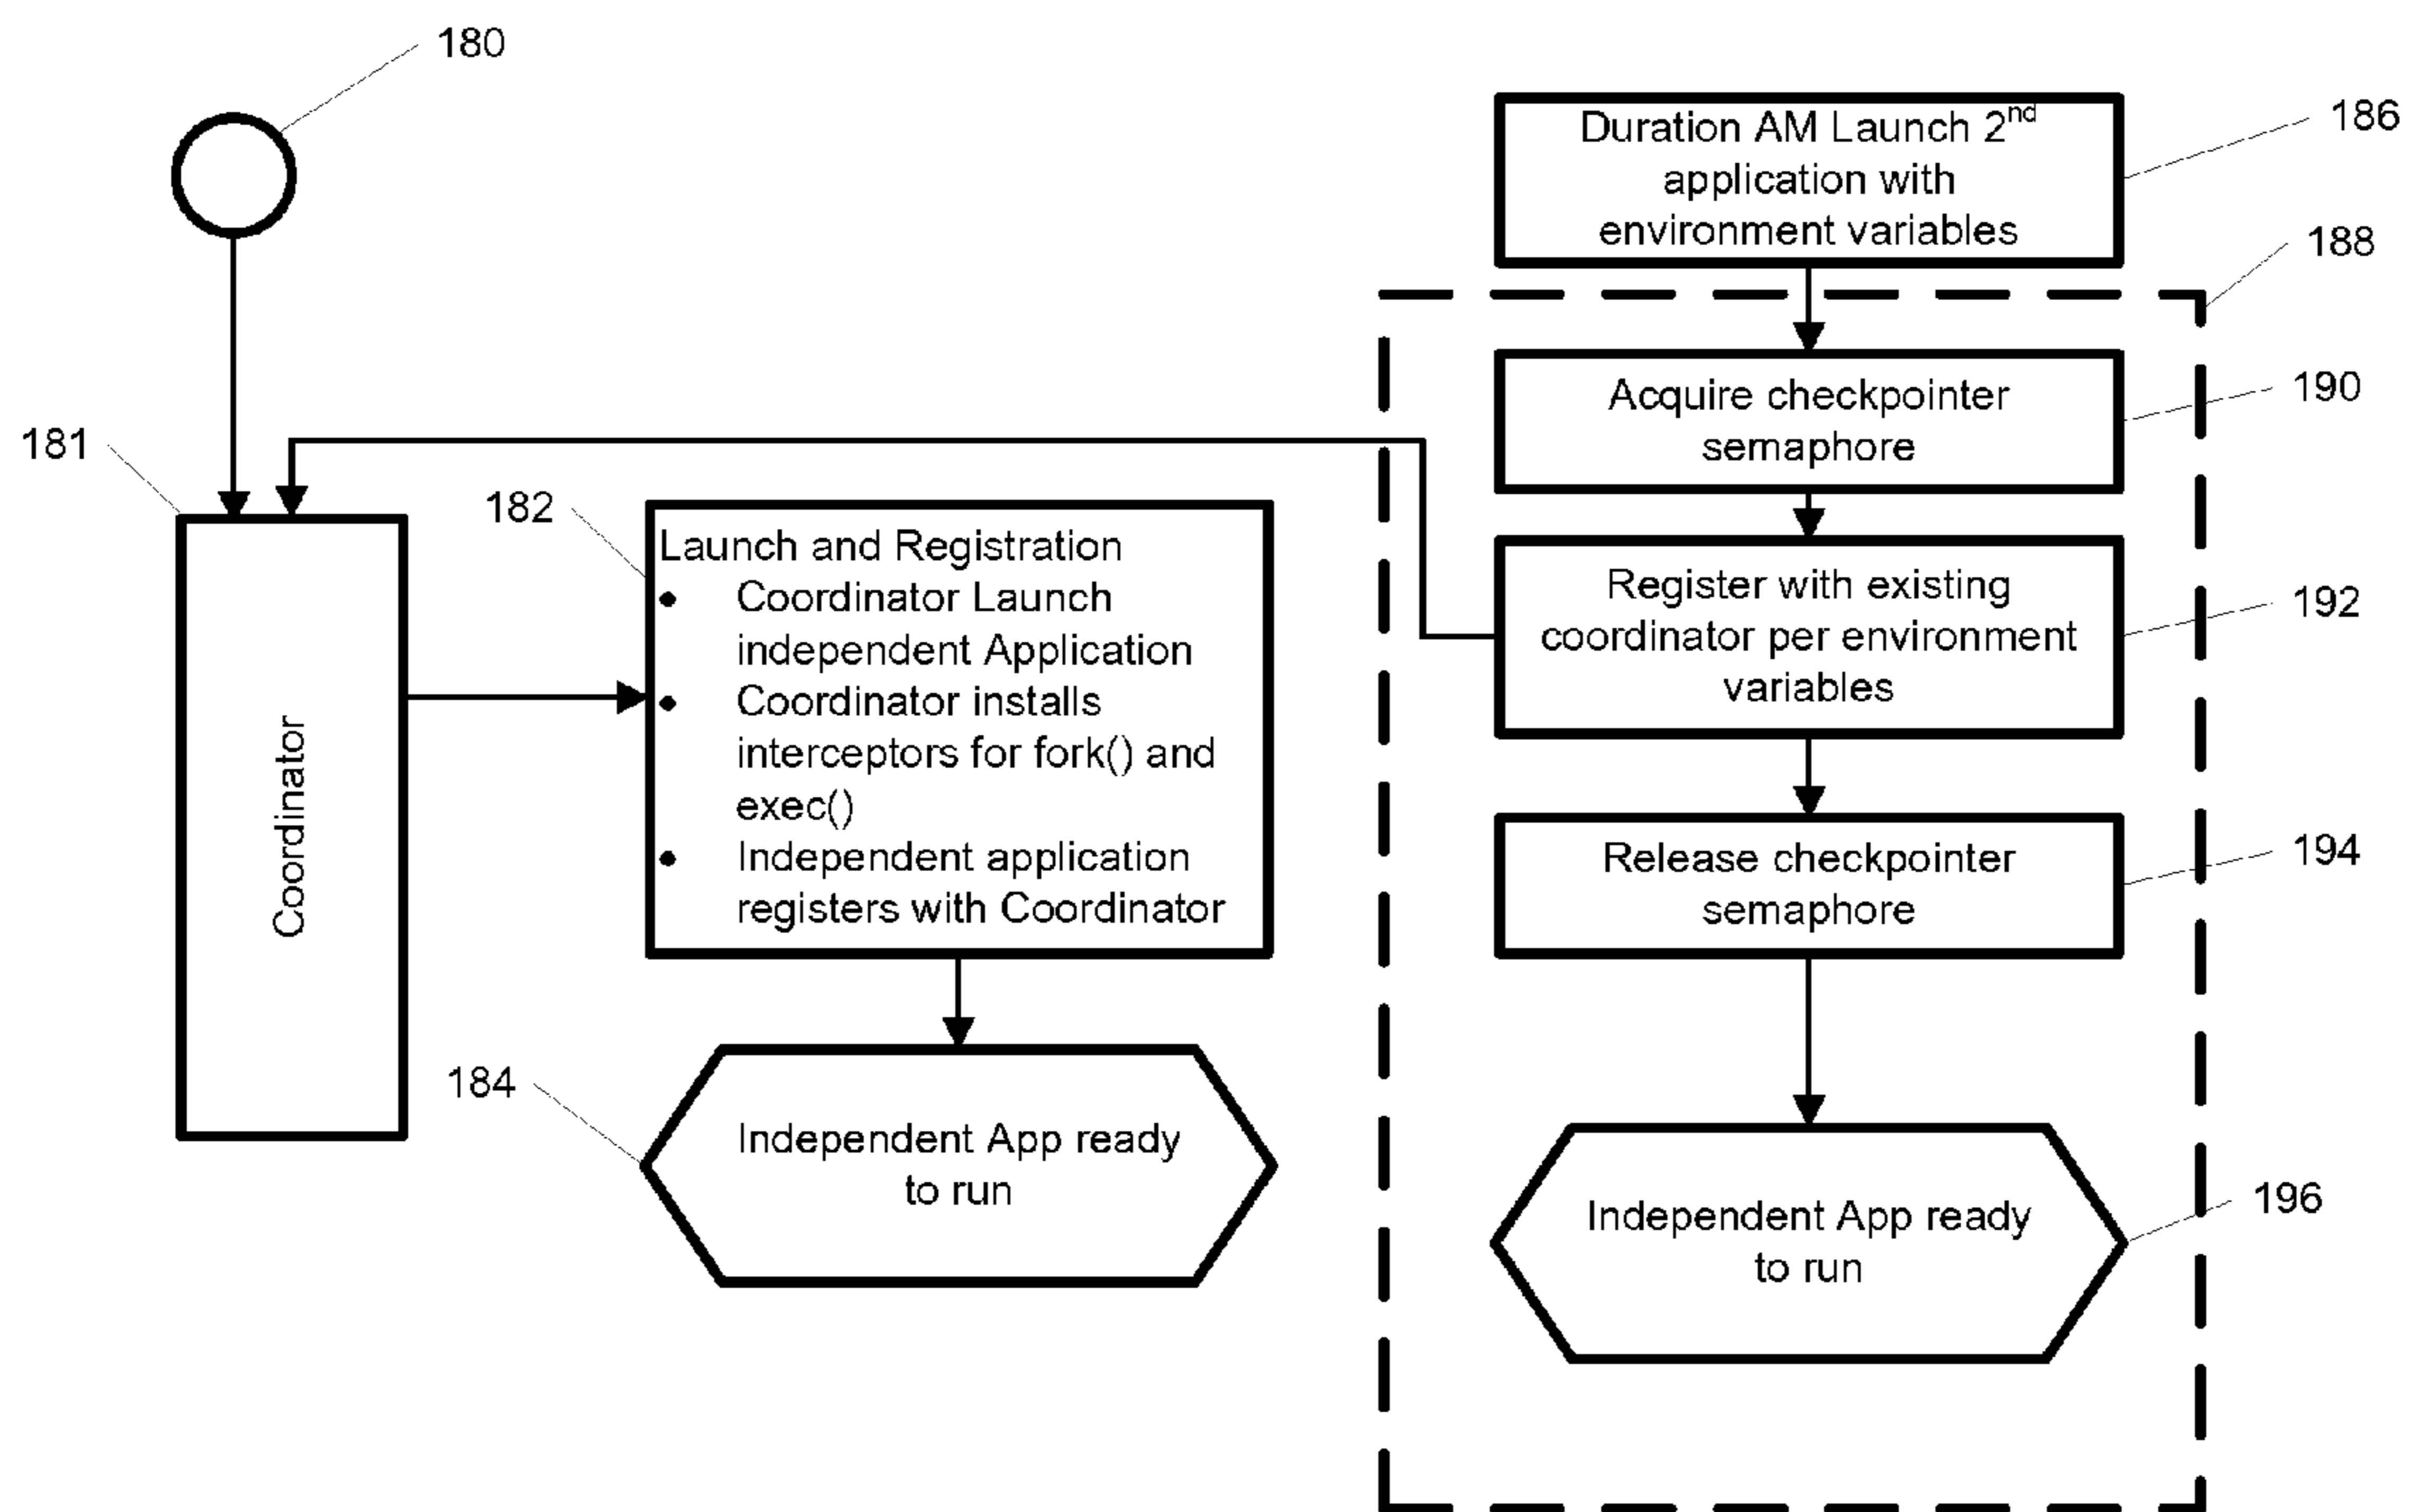 180
Duration AM Launch 2nd
application with
environment variables
186
188
Acquire checkpointer
semaphore
190
181
182
Launch and Registration
• Coordinator Launch
independent Application
• Coordinator installs
interceptors for fork() and
exec()
• Independent application
registers with Coordinator
Coordinator
Register with existing
coordinator per environment
variables
192
Release checkpointer
semaphore
194
184
Independent App ready
to run
Independent App ready
to run
196